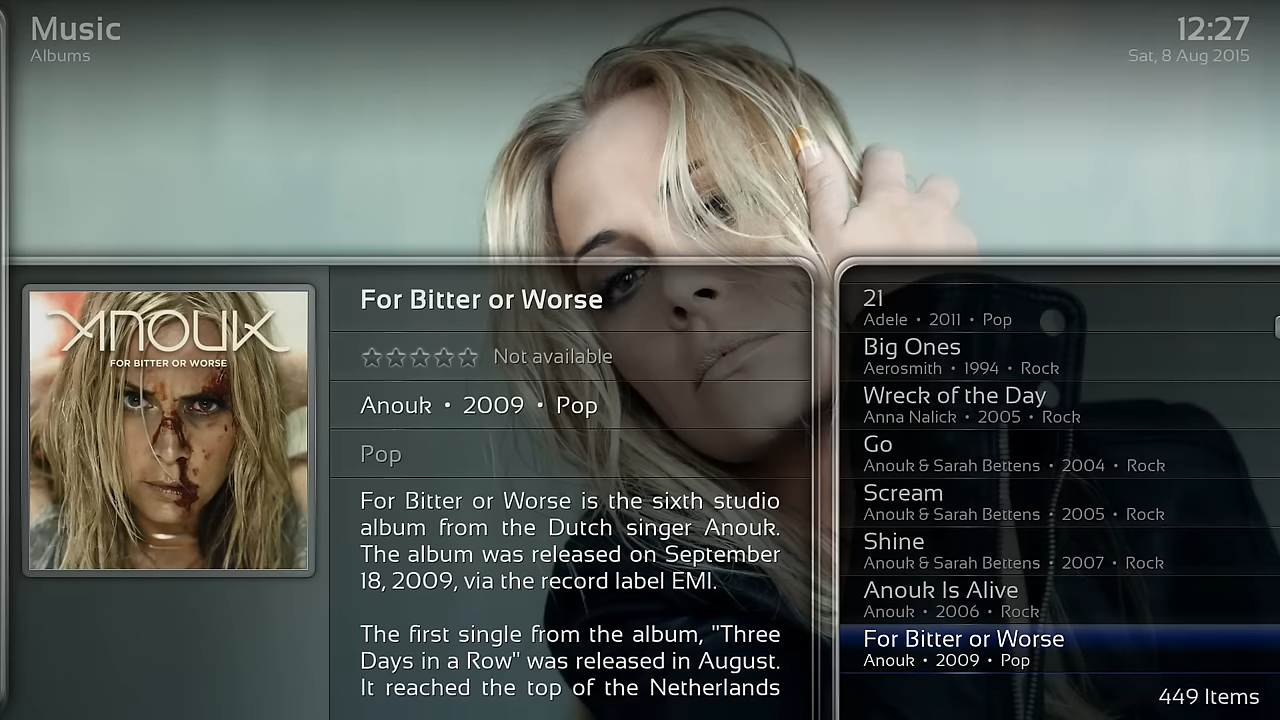 Music
Albums
12:27
Sat, 8 Aug 2015
ANOUK
FOR BITTER OR WORSE
For Bitter or Worse
Not available
Anouk • 2009 • Pop
Pop
For Bitter or Worse is the sixth studio
album from the Dutch singer Anouk.
The album was released on September
18, 2009, via the record label EMI.
The first single from the album, "Three
Days in a Row" was released in August.
It reached the top of the Netherlands
21
Adele • 2011 • Pop
Big Ones
Aerosmith • 1994 • Rock
Wreck of the Day
Anna Nalick • 2005 • Rock
Go
Anouk & Sarah Bettens • 2004 • Rock
Scream
Anouk & Sarah Bettens • 2005 • Rock
Shine
Anouk & Sarah Bettens • 2007 • Rock
Anouk Is Alive
Anouk • 2006 • Rock
For Bitter or Worse
Anouk • 2009 • Pop
449 Items